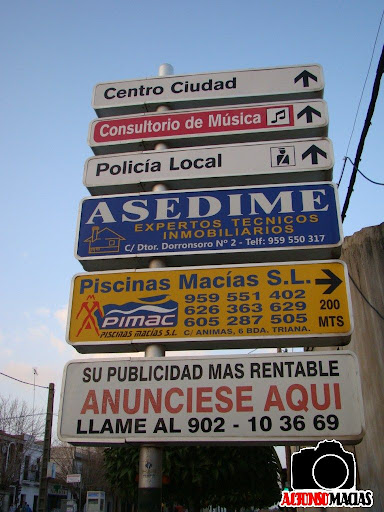 Centro Ciudad
Consultorio de Música
Policía Local
ASEDIME
EXPERTOS TECNICOS
INMOBILIARIOS
C/ Dtor. Dorronsoro Nº 2 - Telf: 959 550 317
Piscinas Macías S.L.
959 551 402
626 363 629
605 287 505
200
MTS
PIMAC
PISCINAS MACIAS S.L.
C/ ANIMAS, 6 BDA, TRIANA.
SU PUBLICIDAD MAS RENTABLE
ANUNCIESE AQUI
LLAME AL 902 - 10 36 69
ALFONSOMACIAS